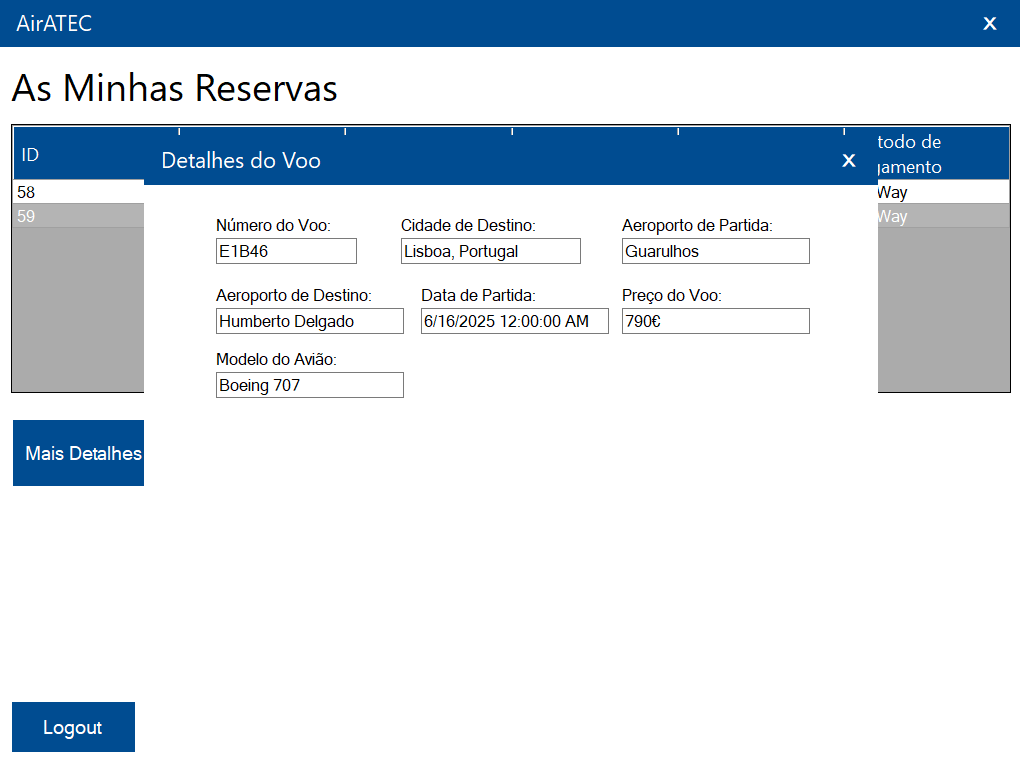 AirATEC x
As Minhas Reservas
ID
todo de
gamento
Detalhes do Voo x
58 Way
59 Way
Número do Voo: Cidade de Destino: Aeroporto de Partida:
E1B46 Lisboa, Portugal Guarulhos
Aeroporto de Destino: Data de Partida: Preço do Voo:
Humberto Delgado 6/16/2025 12:00:00 AM 790€
Modelo do Avião:
Boeing 707
Mais Detalhes
Logout